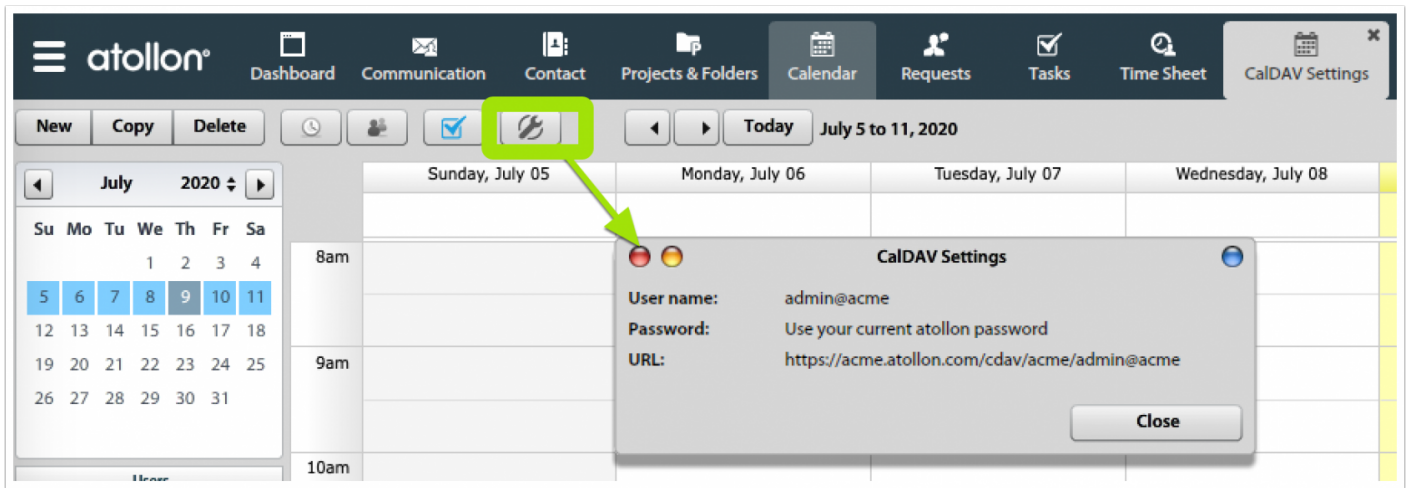 atollon
Dashboard
Communication
Contact
Projects & Folders
Calendar
Requests
Tasks
Time Sheet
CalDAV Settings
New Copy Delete
Today July 5 to 11, 2020
July 2020
Sunday, July 05 Monday, July 06 Tuesday, July 07 Wednesday, July 08
Su Mo Tu We Th Fr Sa
1 2 3 4
5 6 7 8 9 10 11
12 13 14 15 16 17 18
19 20 21 22 23 24 25
26 27 28 29 30 31
Users
8am
9am
10am
CalDAV Settings
User name: admin@acme
Password: Use your current atollon password
URL: https://acme.atollon.com/cdav/acme/admin@acme
Close